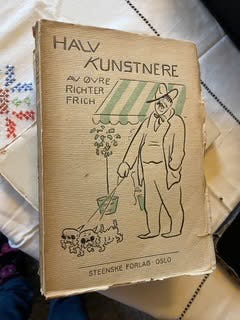 HALV
KUNSTNERE
AV ØVRE
RICHTER
FRICH
STEENSKE FORLAG - OSLO